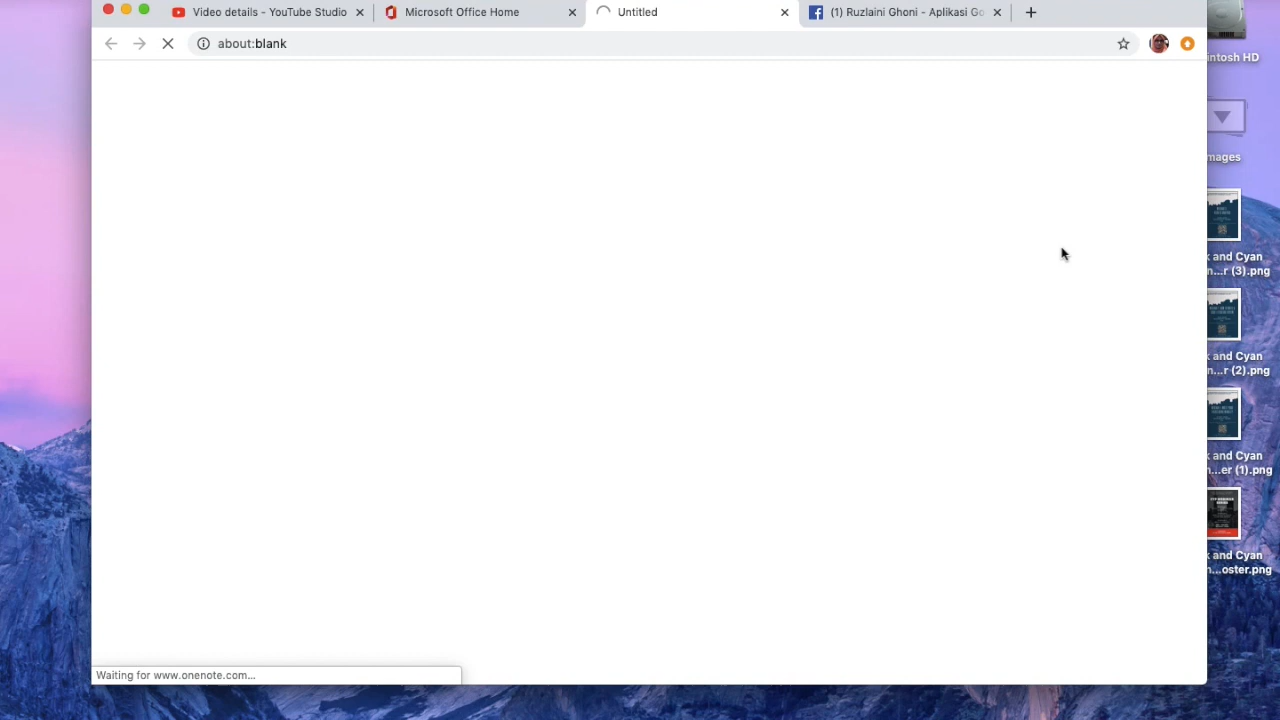 Video details - YouTube Studio
Microsoft Office Home
Untitled
(1) Ruzlaini Ghoni - Aplikasi Go
about:blank
intosh HD
mages
k and Cyan
n...r (3).png
k and Cyan
n...r (2).png
k and Cyan
n...er (1).png
k and Cyan
n...oster.png
Waiting for www.onenote.com...